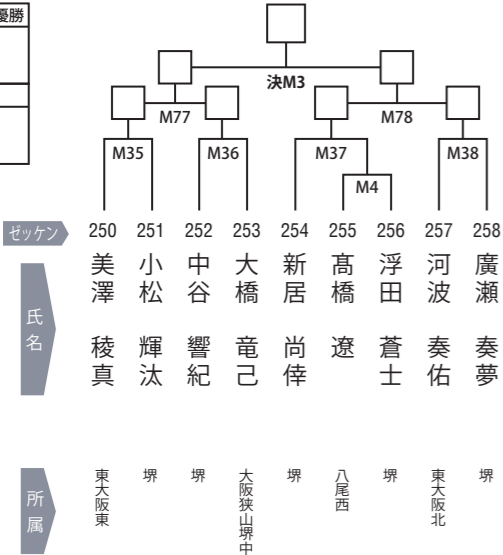 優勝
決M3
M77
M78
M35
M36
M37
M38
M4
ゼッケン
250 251 252 253 254 255 256 257 258
氏名
美澤 稜真
小松 輝汰
中谷 響紀
大橋 竜己
新居 尚倖
髙橋 遼
浮田 蒼士
河波 奏佑
廣瀬 奏夢
所属
東大阪東
堺
堺
大阪狭山堺中
堺
八尾西
堺
東大阪北
堺